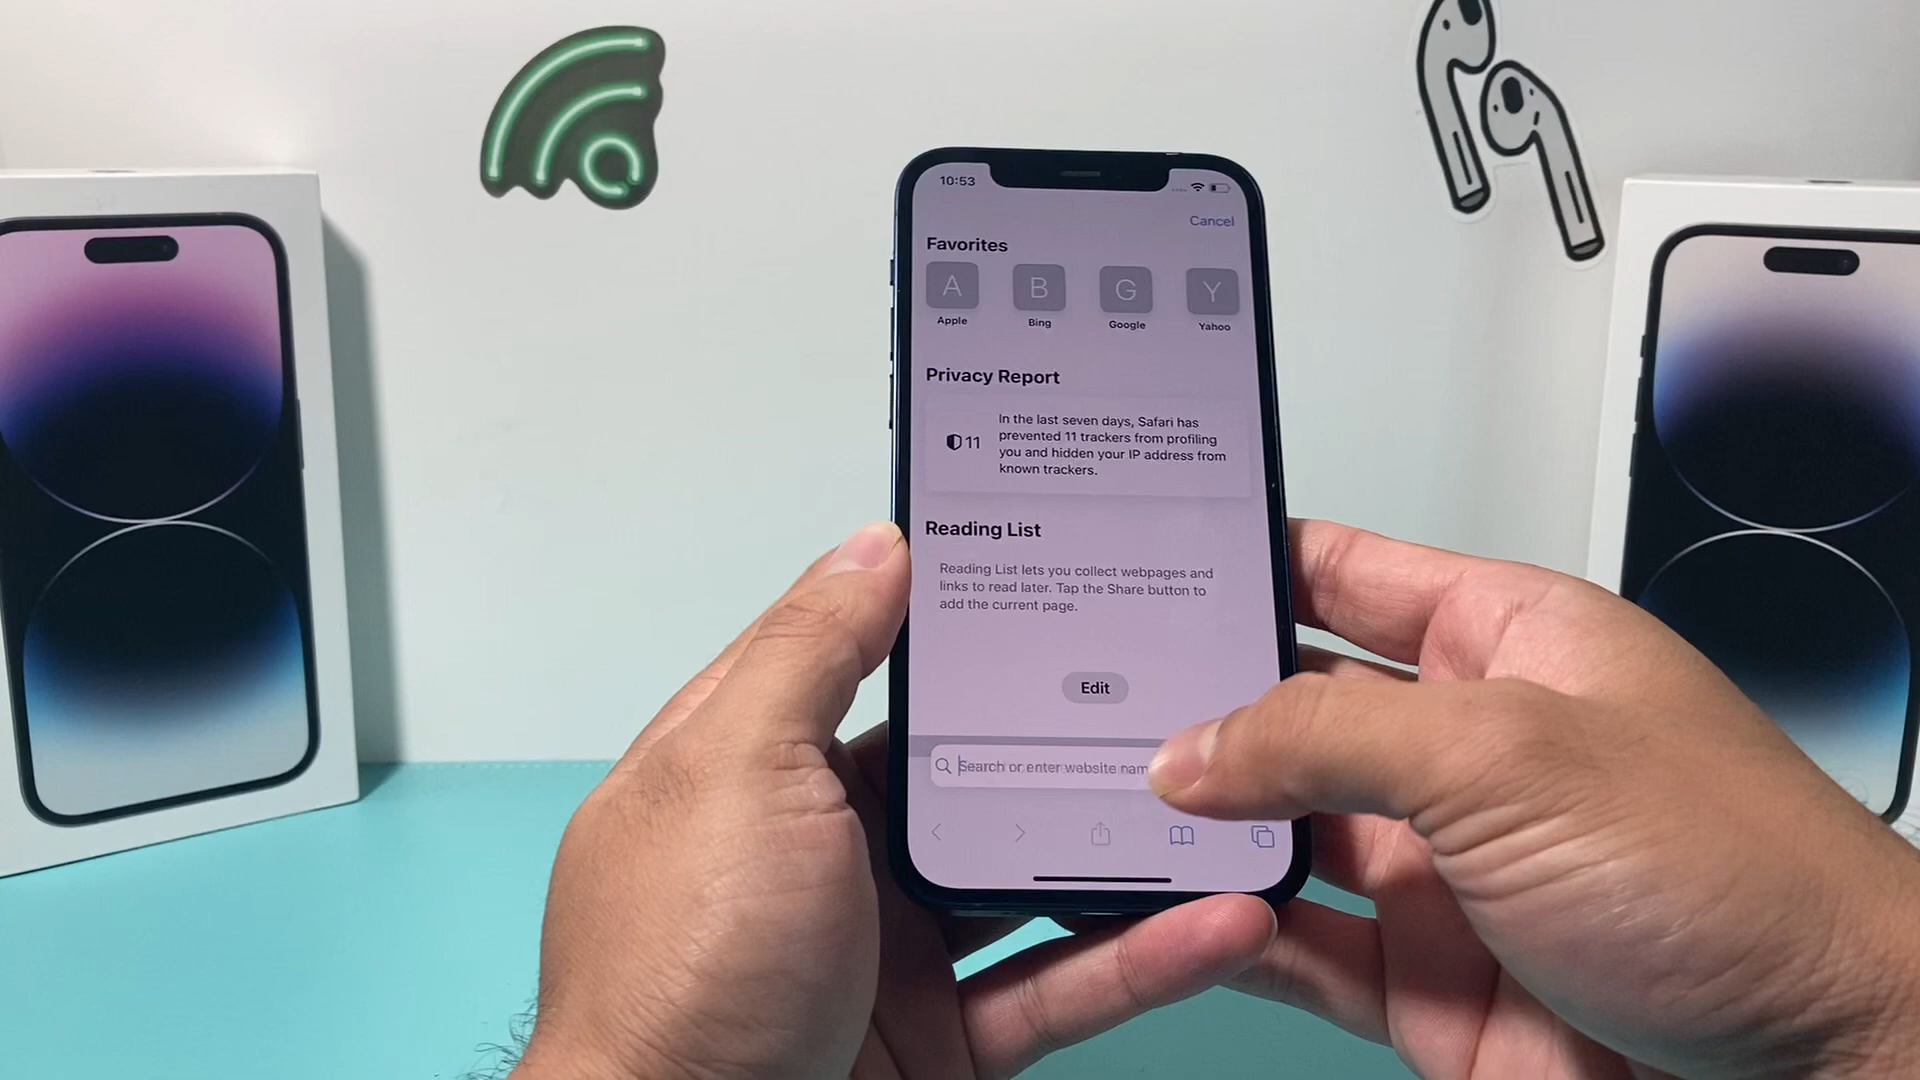 10:53
Cancel
Favorites
A B G Y
Apple Bing Google Yahoo
Privacy Report
11
In the last seven days, Safari has
prevented 11 trackers from profiling
you and hidden your IP address from
known trackers.
Reading List
Reading List lets you collect webpages and
links to read later. Tap the Share button to
add the current page.
Edit
Search or enter website nam